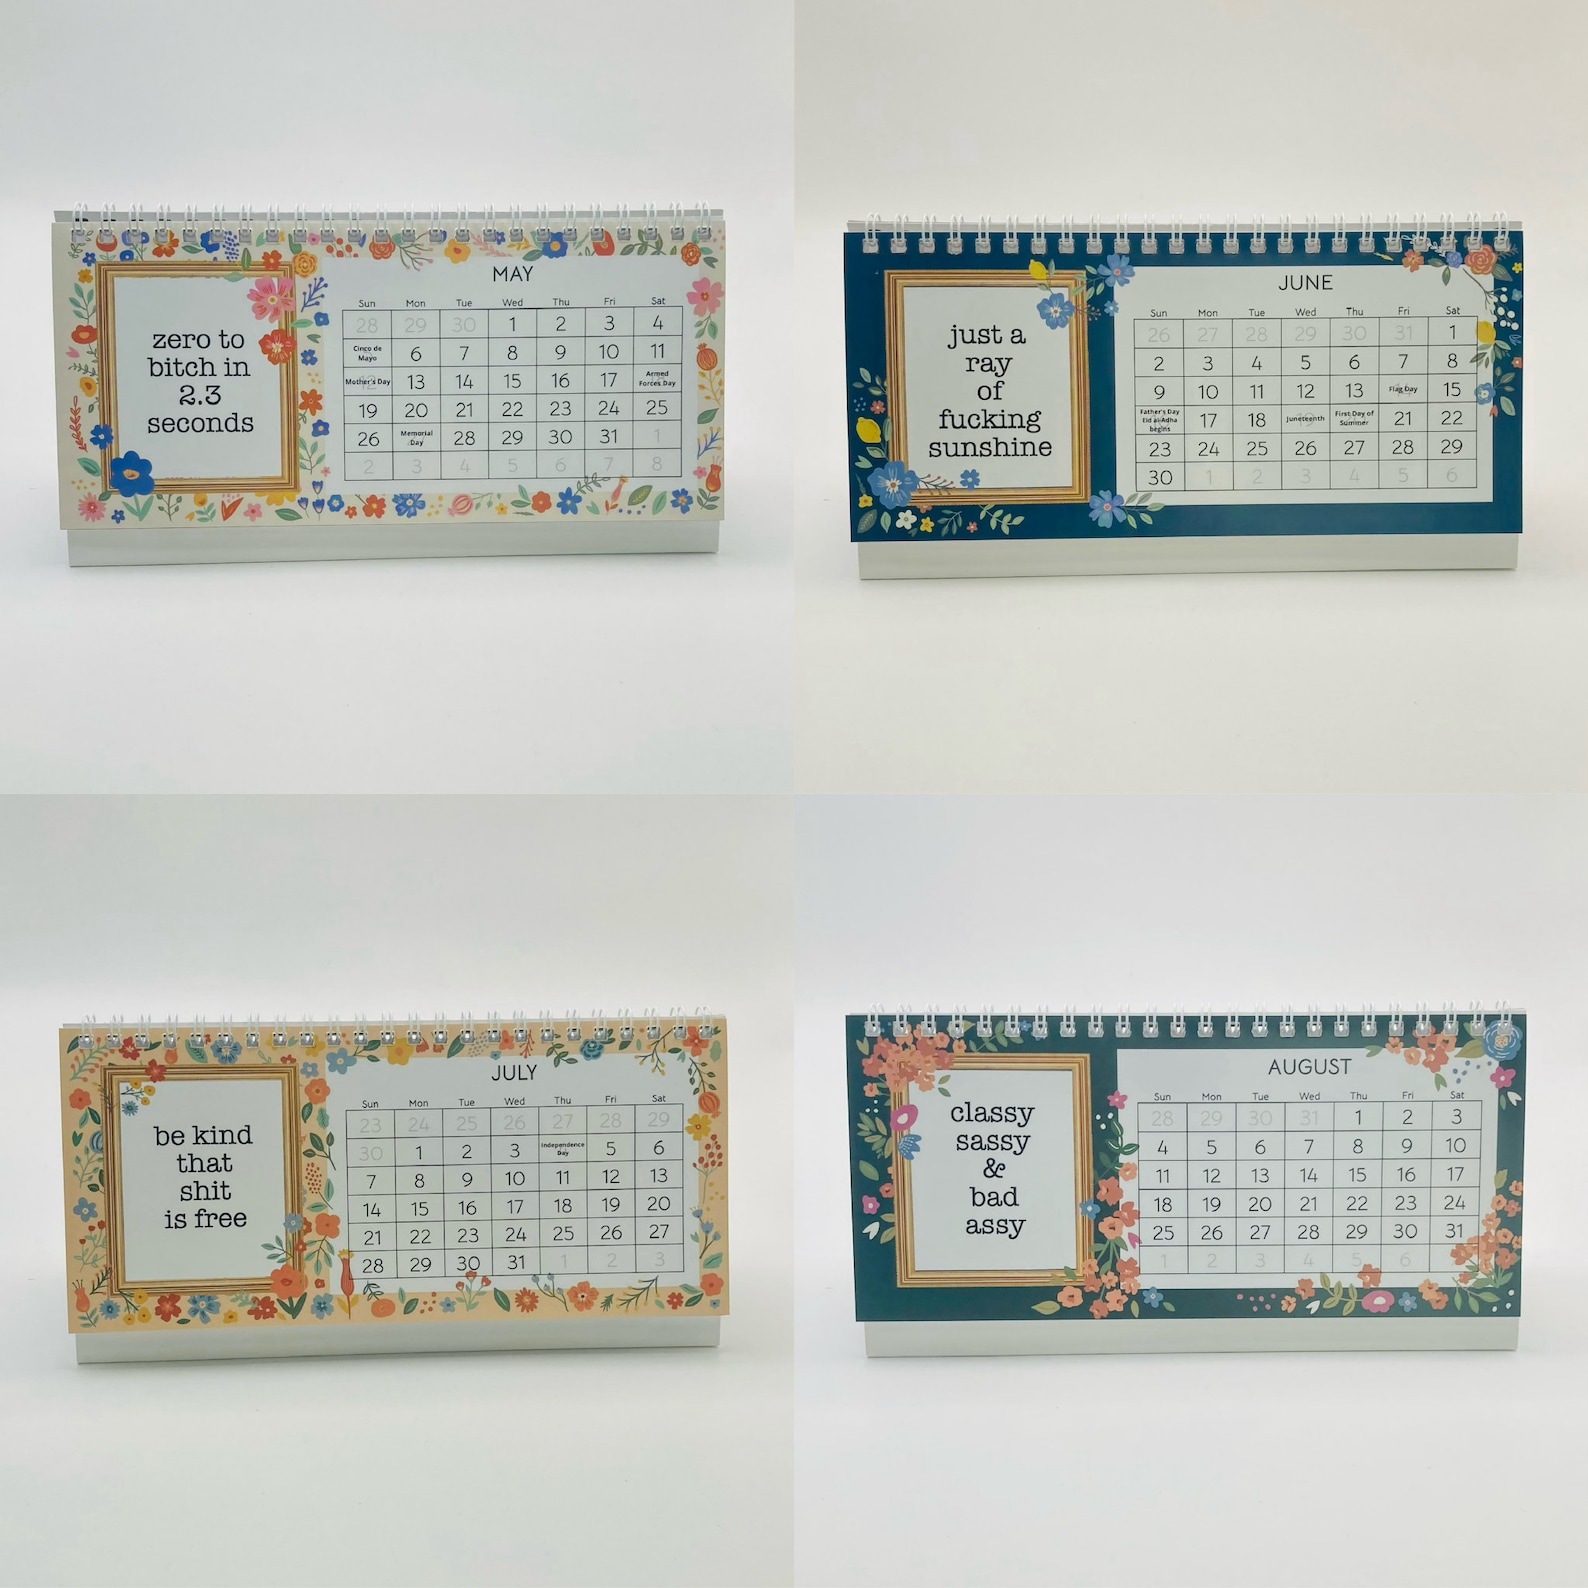 MAY
zero to
bitch in
2.3
seconds
Sun Mon Tue Wed Thu Fri Sat
28 29 30 1 2 3 4
Cinco de Mayo 6 7 8 9 10 11
Mother's Day 13 14 15 16 17 Armed Forces Day
19 20 21 22 23 24 25
26 Memorial Day 28 29 30 31 1
2 3 4 5 6 7 8
JUNE
just a
ray
of
fucking
sunshine
Sun Mon Tue Wed Thu Fri Sat
26 27 28 29 30 31 1
2 3 4 5 6 7 8
9 10 11 12 13 Flag Day 15
Father's Day Eid al-Adha begins 17 18 Juneteenth First Day of Summer 21 22
23 24 25 26 27 28 29
30 1 2 3 4 5 6
JULY
be kind
that
shit
is free
Sun Mon Tue Wed Thu Fri Sat
23 24 25 26 27 28 29
30 1 2 3 Independence Day 5 6
7 8 9 10 11 12 13
14 15 16 17 18 19 20
21 22 23 24 25 26 27
28 29 30 31 1 2 3
AUGUST
classy
sassy
&
bad
assy
Sun Mon Tue Wed Thu Fri Sat
28 29 30 31 1 2 3
4 5 6 7 8 9 10
11 12 13 14 15 16 17
18 19 20 21 22 23 24
25 26 27 28 29 30 31
1 2 3 4 5 6